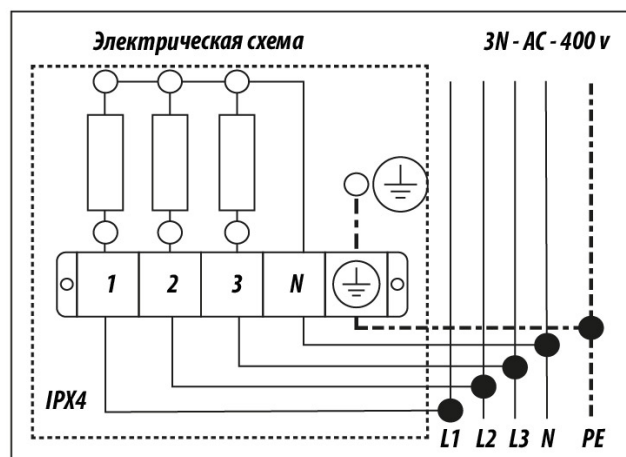 Электрическая схема
3N - AC - 400 v
1 2 3 N
IPX4
L1 L2 L3 N PE